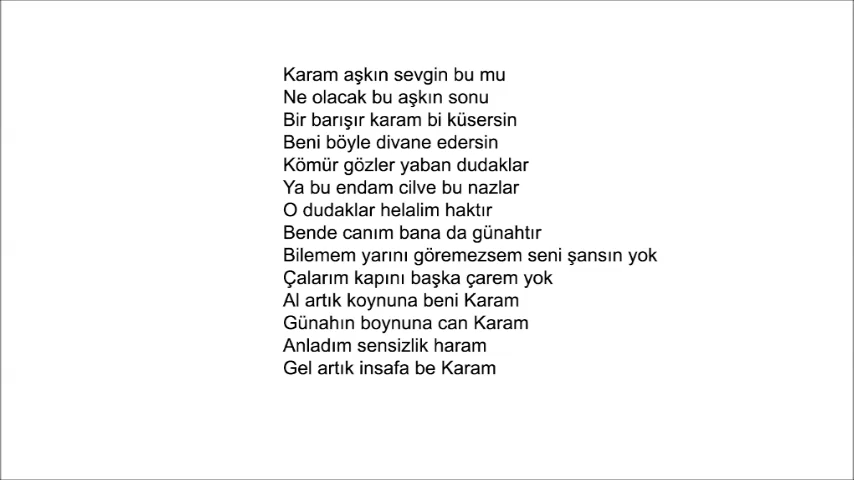 Karam aşkın sevgin bu mu
Ne olacak bu aşkın sonu
Bir barışır karam bi küsersin
Beni böyle divane edersin
Kömür gözler yaban dudaklar
Ya bu endam cilve bu nazlar
O dudaklar helalim haktır
Bende canım bana da günahtır
Bilemem yarını göremezsem seni şansın yok
Çalarım kapını başka çarem yok
Al artık koynuna beni Karam
Günahın boynuna can Karam
Anladım sensizlik haram
Gel artık insafa be Karam